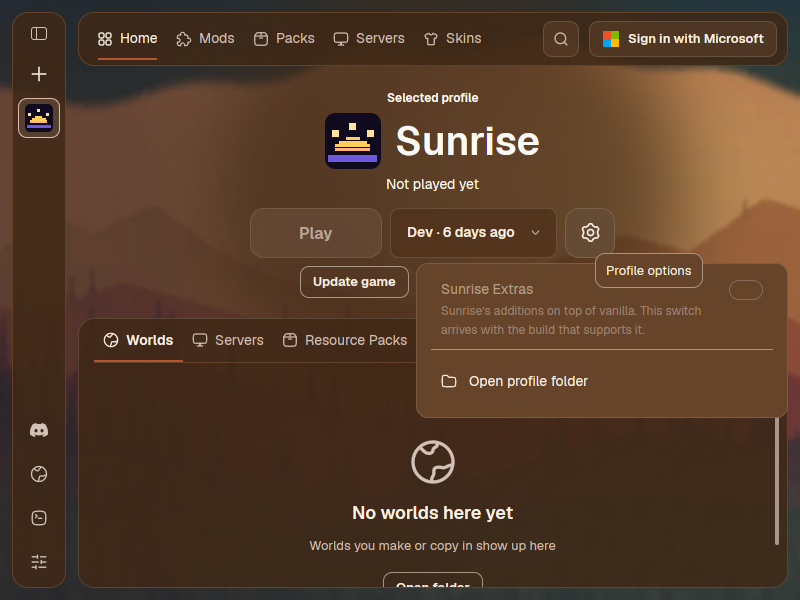 Home
Mods
Packs
Servers
Skins
Sign in with Microsoft
Selected profile
Sunrise
Not played yet
Play
Dev · 6 days ago
Update game
Profile options
Sunrise Extras
Sunrise's additions on top of vanilla. This switch
arrives with the build that supports it.
Open profile folder
Worlds
Servers
Resource Packs
No worlds here yet
Worlds you make or copy in show up here
Open folder